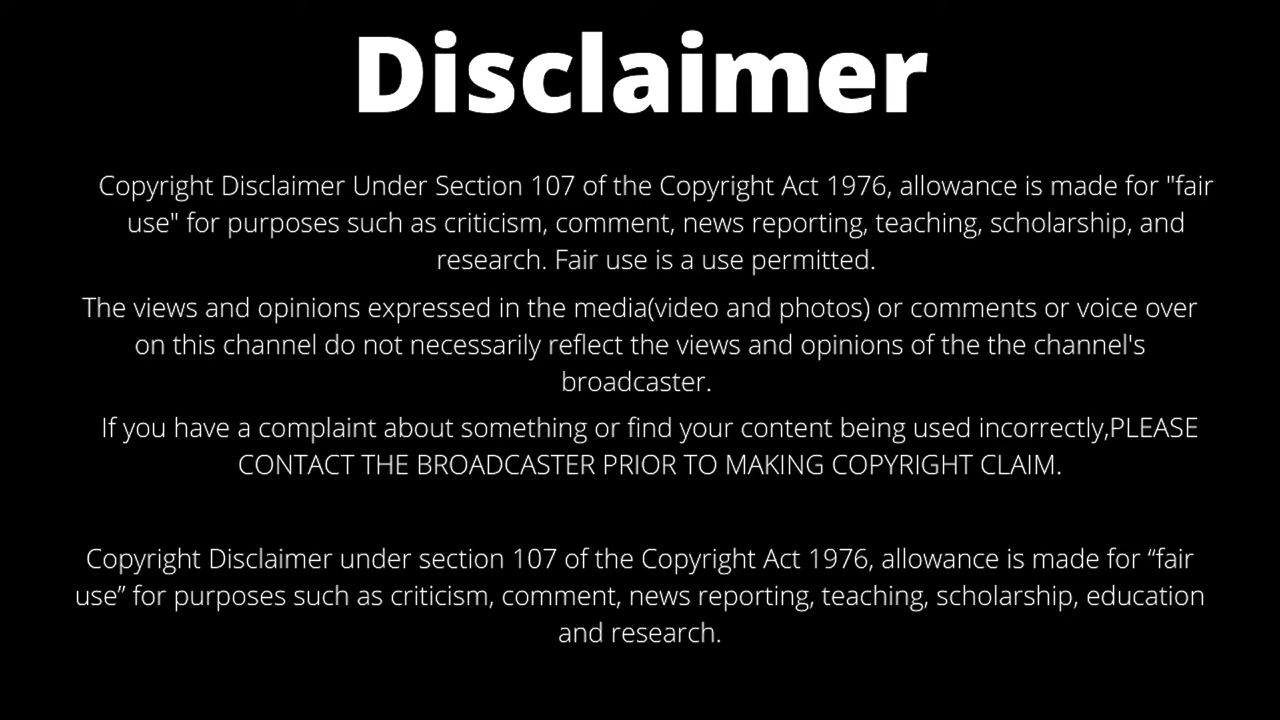 Disclaimer
Copyright Disclaimer Under Section 107 of the Copyright Act 1976, allowance is made for "fair
use" for purposes such as criticism, comment, news reporting, teaching, scholarship, and
research. Fair use is a use permitted.
The views and opinions expressed in the media(video and photos) or comments or voice over
on this channel do not necessarily reflect the views and opinions of the the channel's
broadcaster.
If you have a complaint about something or find your content being used incorrectly,PLEASE
CONTACT THE BROADCASTER PRIOR TO MAKING COPYRIGHT CLAIM.
Copyright Disclaimer under section 107 of the Copyright Act 1976, allowance is made for “fair
use” for purposes such as criticism, comment, news reporting, teaching, scholarship, education
and research.